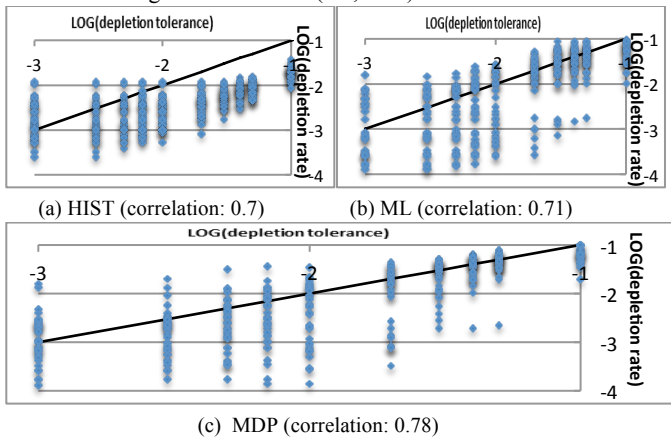 LOG(depletion tolerance)
-3 -2 -1
-1
-2
-3
-4
LOG(depletion rate)
LOG(depletion tolerance)
-3 -2 -1
-1
-2
-3
-4
LOG(depletion rate)
(a) HIST (correlation: 0.7)
(b) ML (correlation: 0.71)
LOG(depletion tolerance)
-3 -2 -1
-1
-2
-3
-4
LOG(depletion rate)
(c) MDP (correlation: 0.78)